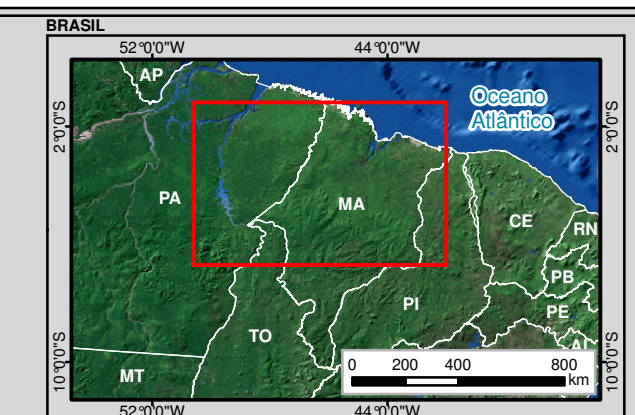 BRASIL
52°0'0"W 44°0'0"W
AP
Oceano
Atlântico
2°0'0"S 2°0'0"S
PA
MA
CE
RN
PB
PE
PI
AL
TO
MT
10°0'0"S 10°0'0"S
0 200 400 800
km
52°0'0"W 44°0'0"W